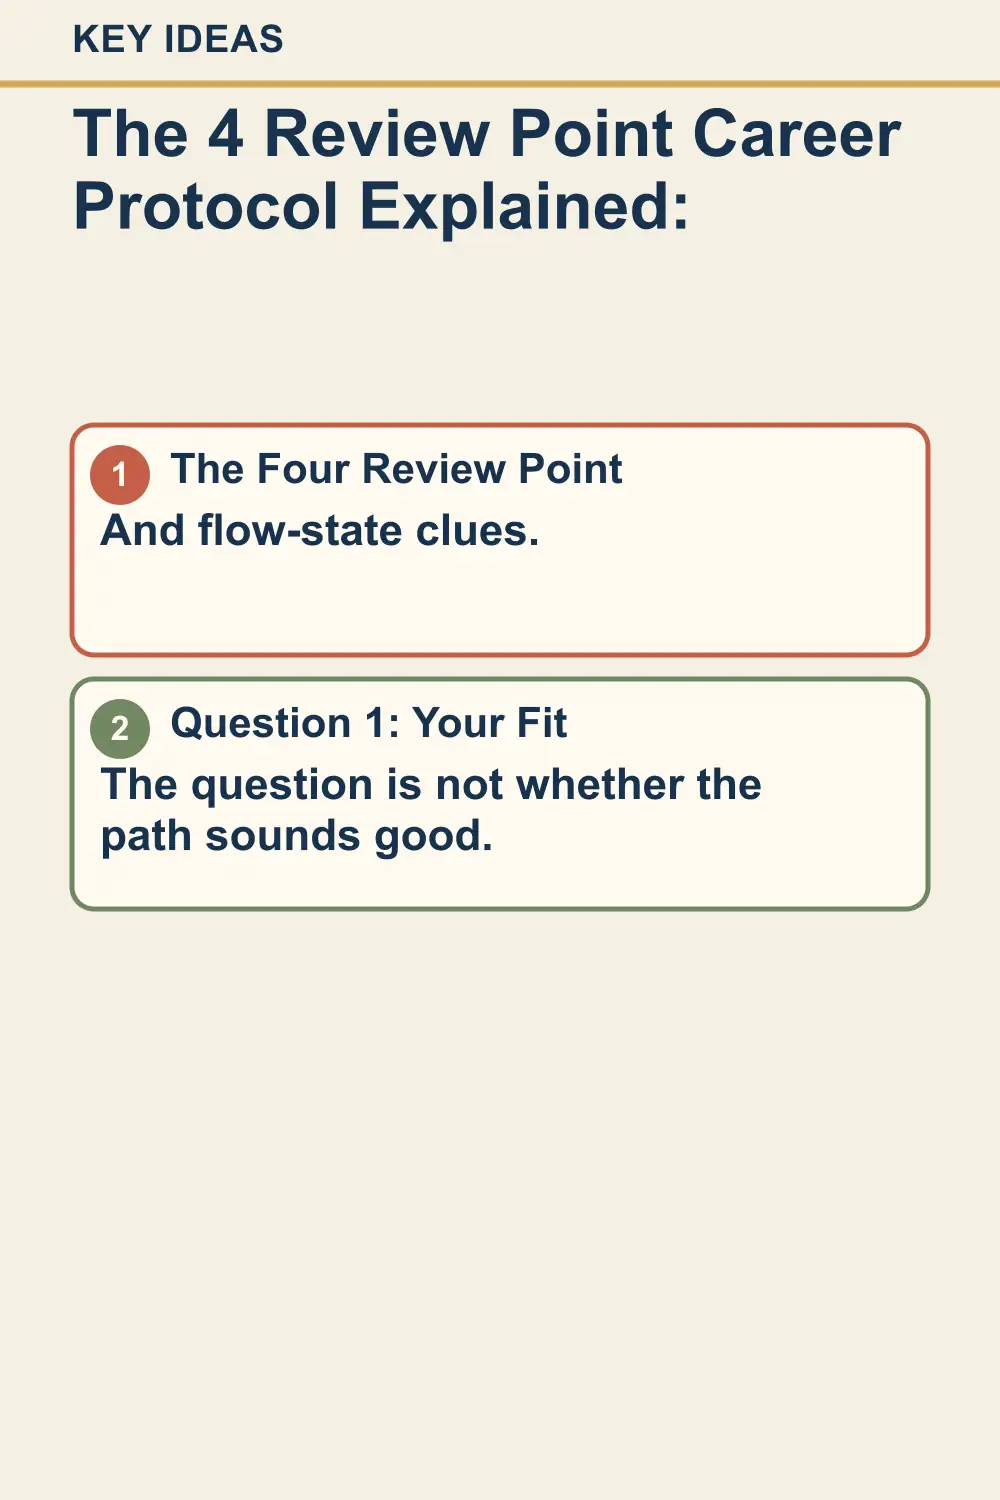 KEY IDEAS
The 4 Review Point Career
Protocol Explained:
1 The Four Review Point
And flow-state clues.
2 Question 1: Your Fit
The question is not whether the
path sounds good.